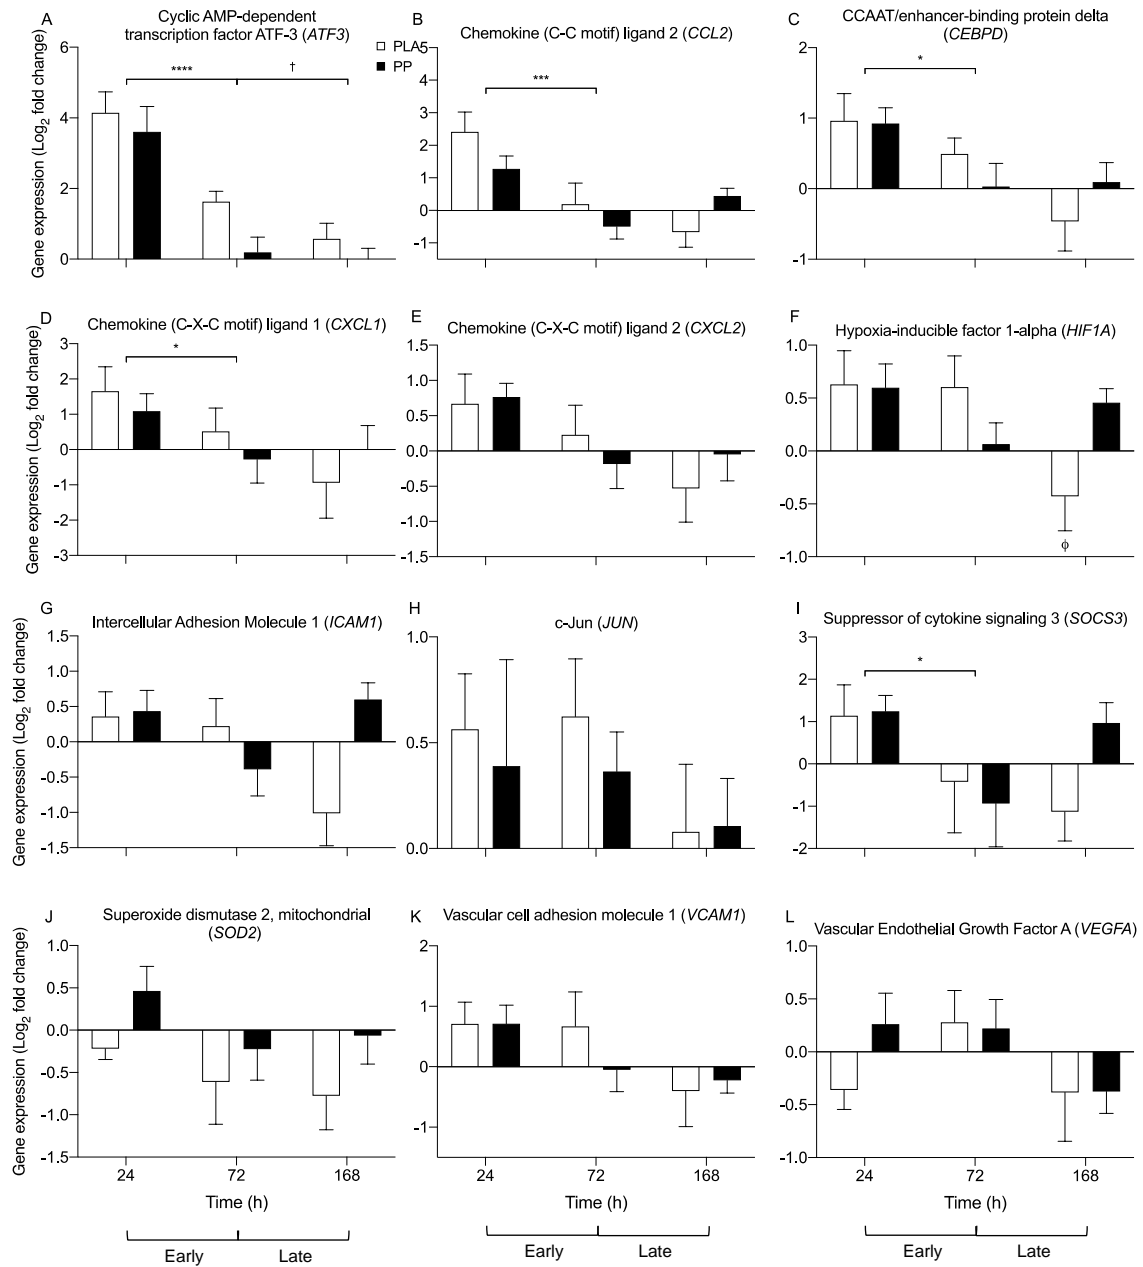 A
Cyclic AMP-dependent
transcription factor ATF-3 (ATF3)
Gene expression (Log2 fold change)
6
4
2
0
****
†
PLA
PP
B
Chemokine (C-C motif) ligand 2 (CCL2)
5
4
3
2
1
0
-1
***
C
CCAAT/enhancer-binding protein delta
(CEBPD)
2
1
0
-1
*
D
Chemokine (C-X-C motif) ligand 1 (CXCL1)
Gene expression (Log2 fold change)
3
2
1
0
-1
-2
-3
*
E
Chemokine (C-X-C motif) ligand 2 (CXCL2)
1.5
1.0
0.5
0.0
-0.5
-1.0
-1.5
F
Hypoxia-inducible factor 1-alpha (HIF1A)
1.0
0.5
0.0
-0.5
-1.0
ϕ
G
Intercellular Adhesion Molecule 1 (ICAM1)
Gene expression (Log2 fold change)
1.5
1.0
0.5
0.0
-0.5
-1.0
-1.5
H
c-Jun (JUN)
1.0
0.5
0.0
I
Suppressor of cytokine signaling 3 (SOCS3)
3
2
1
0
-1
-2
*
J
Superoxide dismutase 2, mitochondrial
(SOD2)
Gene expression (Log2 fold change)
1.0
0.5
0.0
-0.5
-1.0
-1.5
24
72
168
Time (h)
Early
Late
K
Vascular cell adhesion molecule 1 (VCAM1)
2
1
0
-1
24
72
168
Time (h)
Early
Late
L
Vascular Endothelial Growth Factor A (VEGFA)
1.0
0.5
0.0
-0.5
-1.0
24
72
168
Time (h)
Early
Late